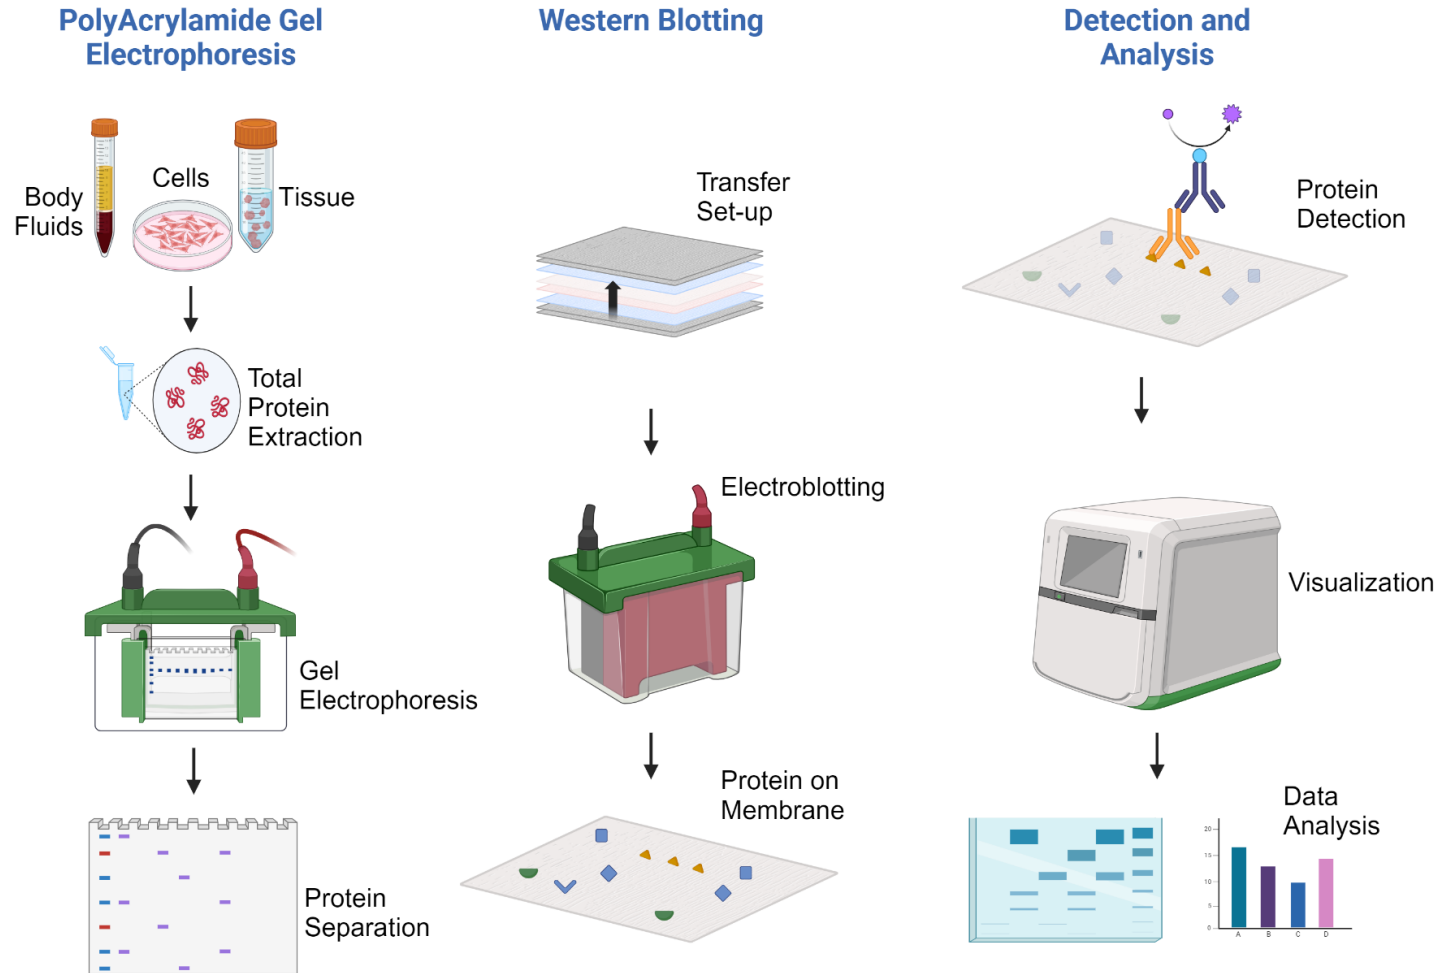 PolyAcrylamide Gel
Electrophoresis
Body
Fluids
Cells
Tissue
Total
Protein
Extraction
Gel
Electrophoresis
Protein
Separation
Western Blotting
Transfer
Set-up
Electroblotting
Protein on
Membrane
Detection and
Analysis
Protein
Detection
Visualization
Data
Analysis
20
15
10
5
0
A B C D